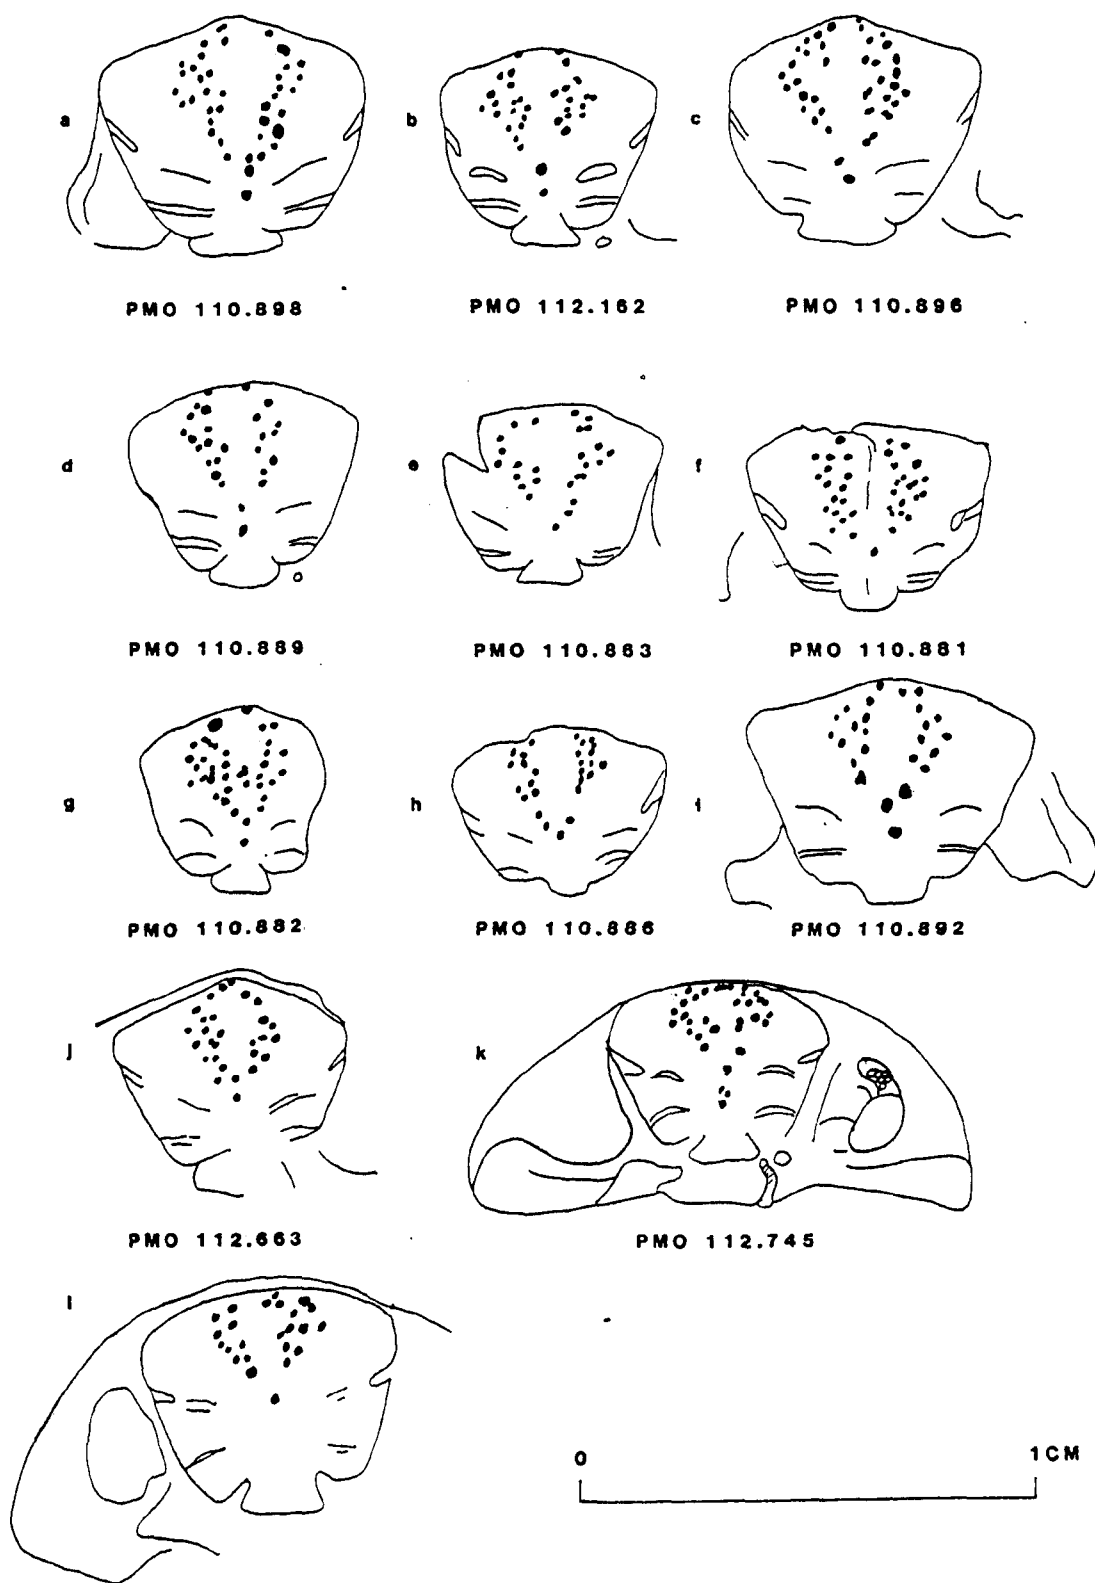 a
b
c
PMO 110.898
PMO 112.162
PMO 110.896
d
e
f
PMO 110.889
PMO 110.863
PMO 110.881
g
h
i
PMO 110.882
PMO 110.886
PMO 110.892
j
k
PMO 112.663
PMO 112.745
l
0
1CM